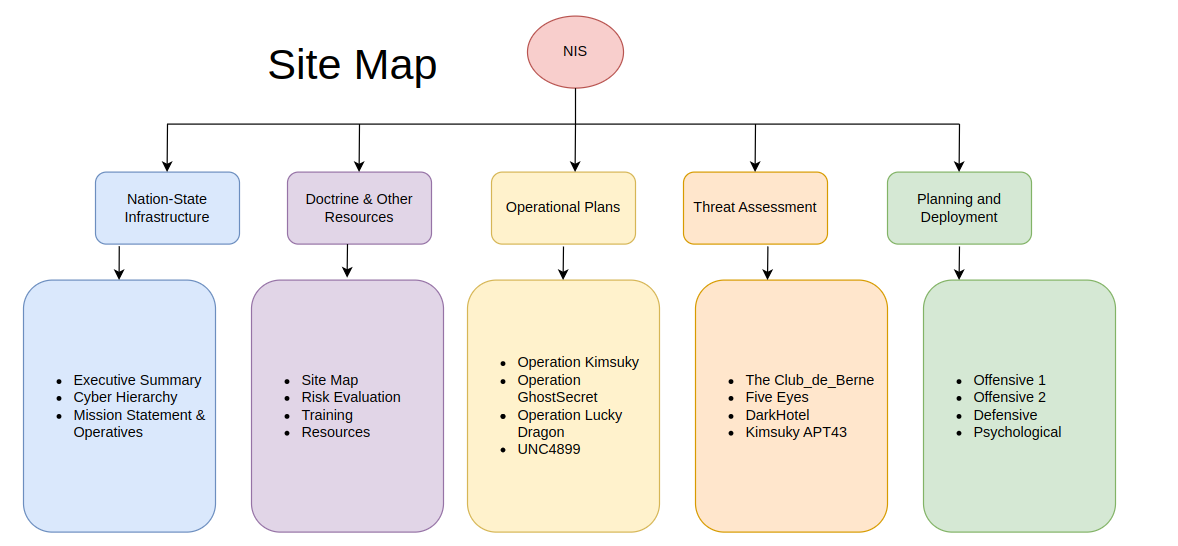 Site Map
NIS
Nation-State
Infrastructure
Doctrine & Other
Resources
Operational Plans
Threat Assessment
Planning and
Deployment
Executive Summary
Cyber Hierarchy
Mission Statement &
Operatives
Site Map
Risk Evaluation
Training
Resources
Operation Kimsuky
Operation
GhostSecret
Operation Lucky
Dragon
UNC4899
The Club_de_Berne
Five Eyes
DarkHotel
Kimsuky APT43
Offensive 1
Offensive 2
Defensive
Psychological